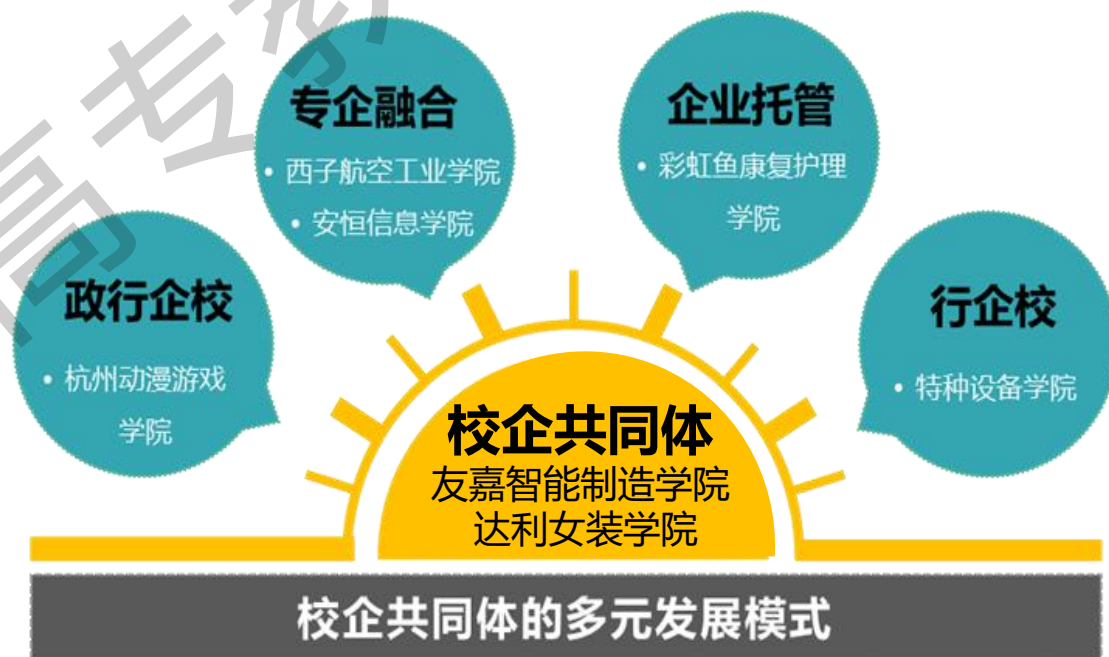 高专教
专企融合
• 西子航空工业学院
• 安恒信息学院
企业托管
• 彩虹鱼康复护理
学院
政行企校
• 杭州动漫游戏
学院
行企校
• 特种设备学院
校企共同体
友嘉智能制造学院
达利女装学院
校企共同体的多元发展模式